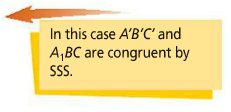 In this case A′B′C′ and
A₁BC are congruent by
SSS.